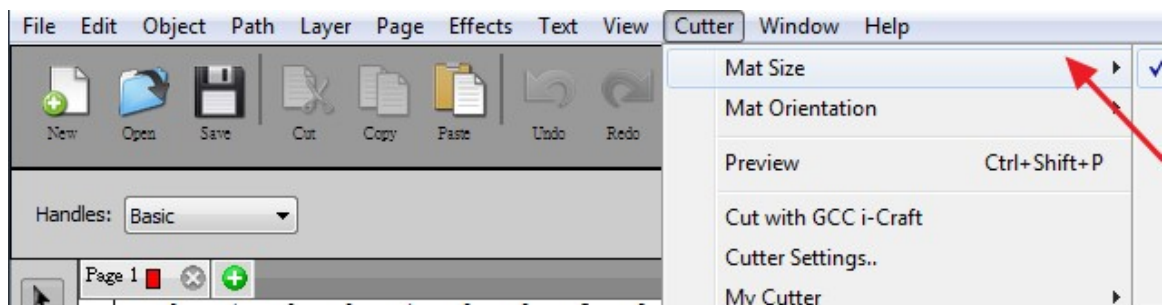 File Edit Object Path Layer Page Effects Text View Cutter Window Help
Mat Size
Mat Orientation
New Open Save Cut Copy Paste Undo Redo
Preview Ctrl+Shift+P
Handles: Basic
Cut with GCC i-Craft
Cutter Settings..
Page 1
My Cutter